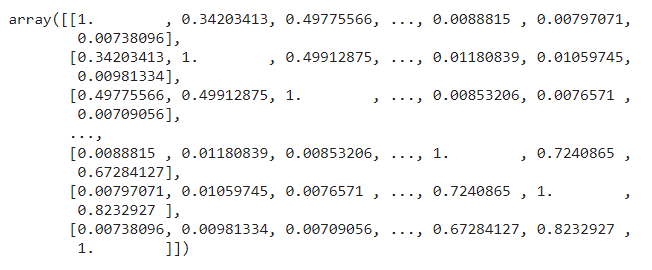 array([[1.        , 0.34203413, 0.49775566, ..., 0.0088815 , 0.00797071,
        0.00738096],
       [0.34203413, 1.        , 0.49912875, ..., 0.01180839, 0.01059745,
        0.00981334],
       [0.49775566, 0.49912875, 1.        , ..., 0.00853206, 0.0076571 ,
        0.00709056],
       ...,
       [0.0088815 , 0.01180839, 0.00853206, ..., 1.        , 0.7240865 ,
        0.67284127],
       [0.00797071, 0.01059745, 0.0076571 , ..., 0.7240865 , 1.        ,
        0.8232927 ],
       [0.00738096, 0.00981334, 0.00709056, ..., 0.67284127, 0.8232927 ,
        1.        ]])